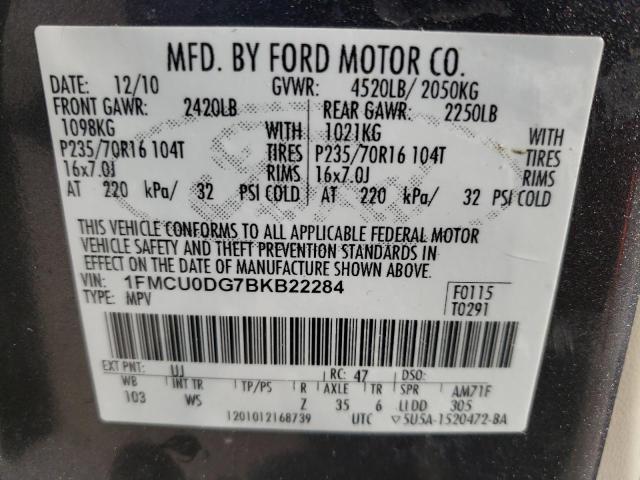 MFD. BY FORD MOTOR CO.
DATE: 12/10 GVWR: 4520LB/ 2050KG
FRONT GAWR: 2420LB REAR GAWR: 2250LB
1098KG WITH 1021KG WITH
P235/70R16 104T TIRES P235/70R16 104T TIRES
16x7.0J RIMS 16x7.0J RIMS
AT 220 kPa/ 32 PSI COLD AT 220 kPa/ 32 PSI COLD
THIS VEHICLE CONFORMS TO ALL APPLICABLE FEDERAL MOTOR
VEHICLE SAFETY AND THEFT PREVENTION STANDARDS IN
EFFECT ON THE DATE OF MANUFACTURE SHOWN ABOVE.
VIN: 1FMCU0DG7BKB22284 F0115
TYPE: MPV T0291
EXT PNT: UJ RC: 47 DSO:
WB INT TR TP/PS R AXLE TR SPR AM71F
103 WS Z 35 6 LLDD 305
1201012168739 UTC ▽5U5A-1520472-BA